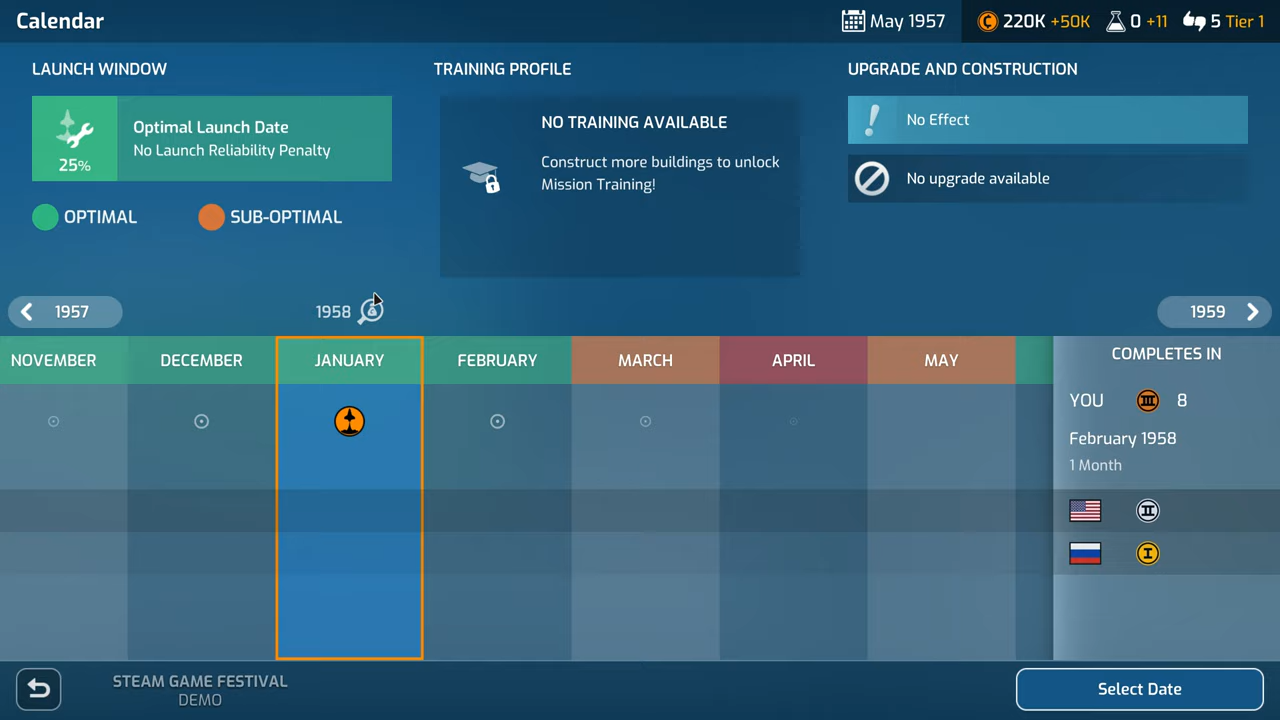 Calendar
May 1957
220K +50K
0 +11
5 Tier 1
LAUNCH WINDOW
Optimal Launch Date
No Launch Reliability Penalty
25%
OPTIMAL
SUB-OPTIMAL
TRAINING PROFILE
NO TRAINING AVAILABLE
Construct more buildings to unlock
Mission Training!
UPGRADE AND CONSTRUCTION
No Effect
No upgrade available
1957
1958
1959
NOVEMBER
DECEMBER
JANUARY
FEBRUARY
MARCH
APRIL
MAY
COMPLETES IN
YOU III 8
February 1958
1 Month
II
I
STEAM GAME FESTIVAL
DEMO
Select Date